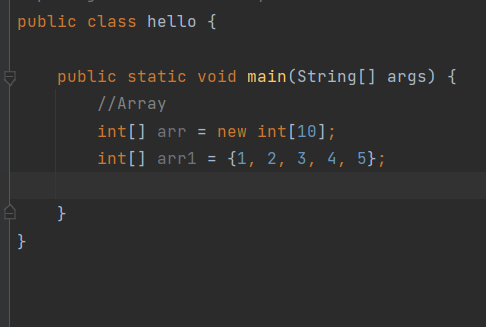 public class hello {
public static void main(String[] args) {
//Array
int[] arr = new int[10];
int[] arr1 = {1, 2, 3, 4, 5};
}
}